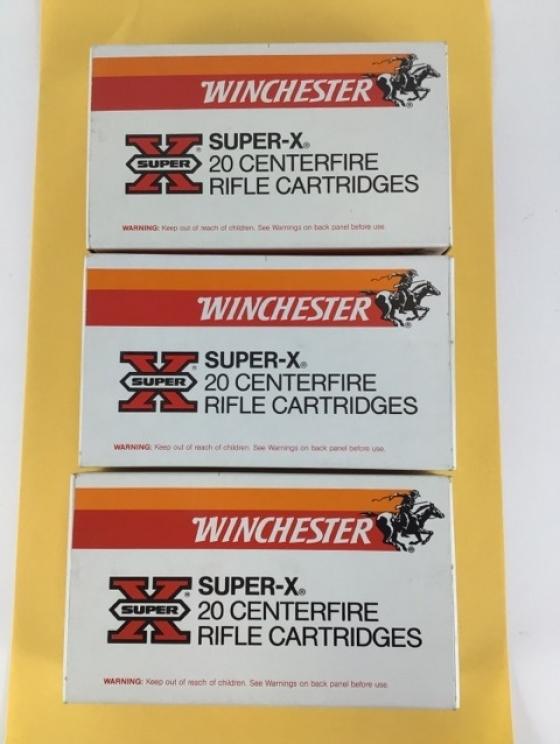 WINCHESTER
®
X SUPER ®
SUPER-X®
20 CENTERFIRE
RIFLE CARTRIDGES
WARNING: Keep out of reach of children. See Warnings on back panel before use.
WINCHESTER
®
X SUPER ®
SUPER-X®
20 CENTERFIRE
RIFLE CARTRIDGES
WARNING: Keep out of reach of children. See Warnings on back panel before use.
WINCHESTER
®
X SUPER ®
SUPER-X®
20 CENTERFIRE
RIFLE CARTRIDGES
WARNING: Keep out of reach of children. See Warnings on back panel before use.